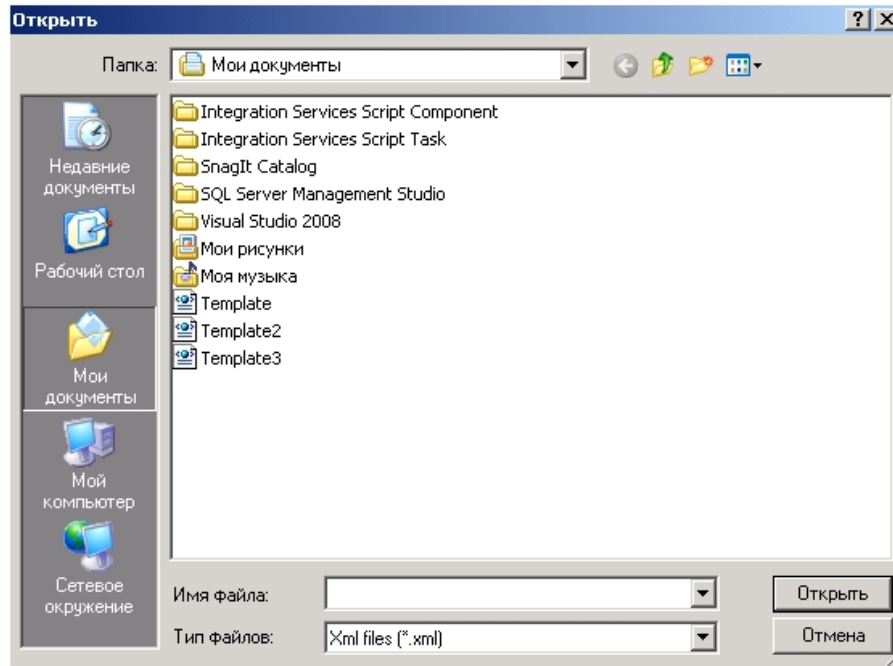 Открыть
Папка: Мои документы
Недавние
документы
Рабочий стол
Мои
документы
Мой
компьютер
Сетевое
окружение
Integration Services Script Component
Integration Services Script Task
SnagIt Catalog
SQL Server Management Studio
Visual Studio 2008
Мои рисунки
Моя музыка
Template
Template2
Template3
Имя файла: Открыть
Тип файлов: Xml files (*.xml) Отмена